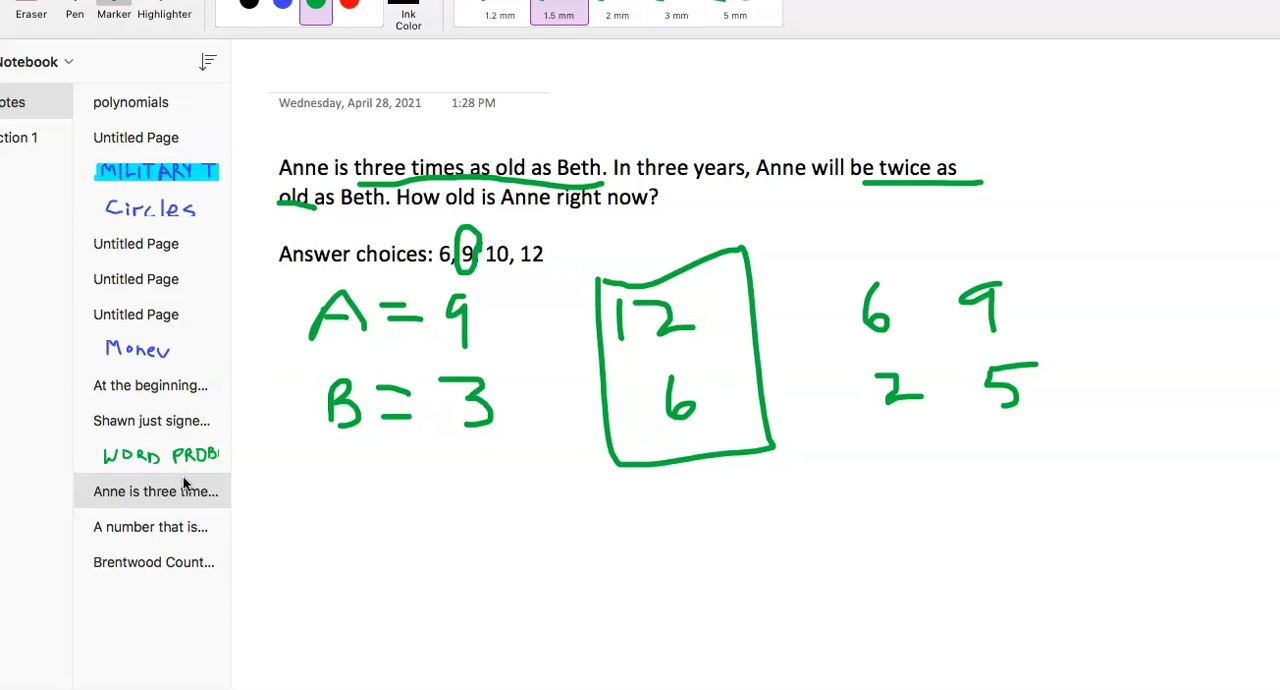 Eraser Pen Marker Highlighter Ink Color 1.2 mm 1.5 mm 2 mm 3 mm 5 mm
Notebook
otes
ction 1
polynomials
Untitled Page
MILITARY T
Circles
Untitled Page
Untitled Page
Untitled Page
Money
At the beginning...
Shawn just signe...
WORD PROB
Anne is three time...
A number that is...
Brentwood Count...
Wednesday, April 28, 2021 1:28 PM
Anne is three times as old as Beth. In three years, Anne will be twice as
old as Beth. How old is Anne right now?
Answer choices: 6, 9, 10, 12
A = 9 12 6 9
B = 3 6 2 5